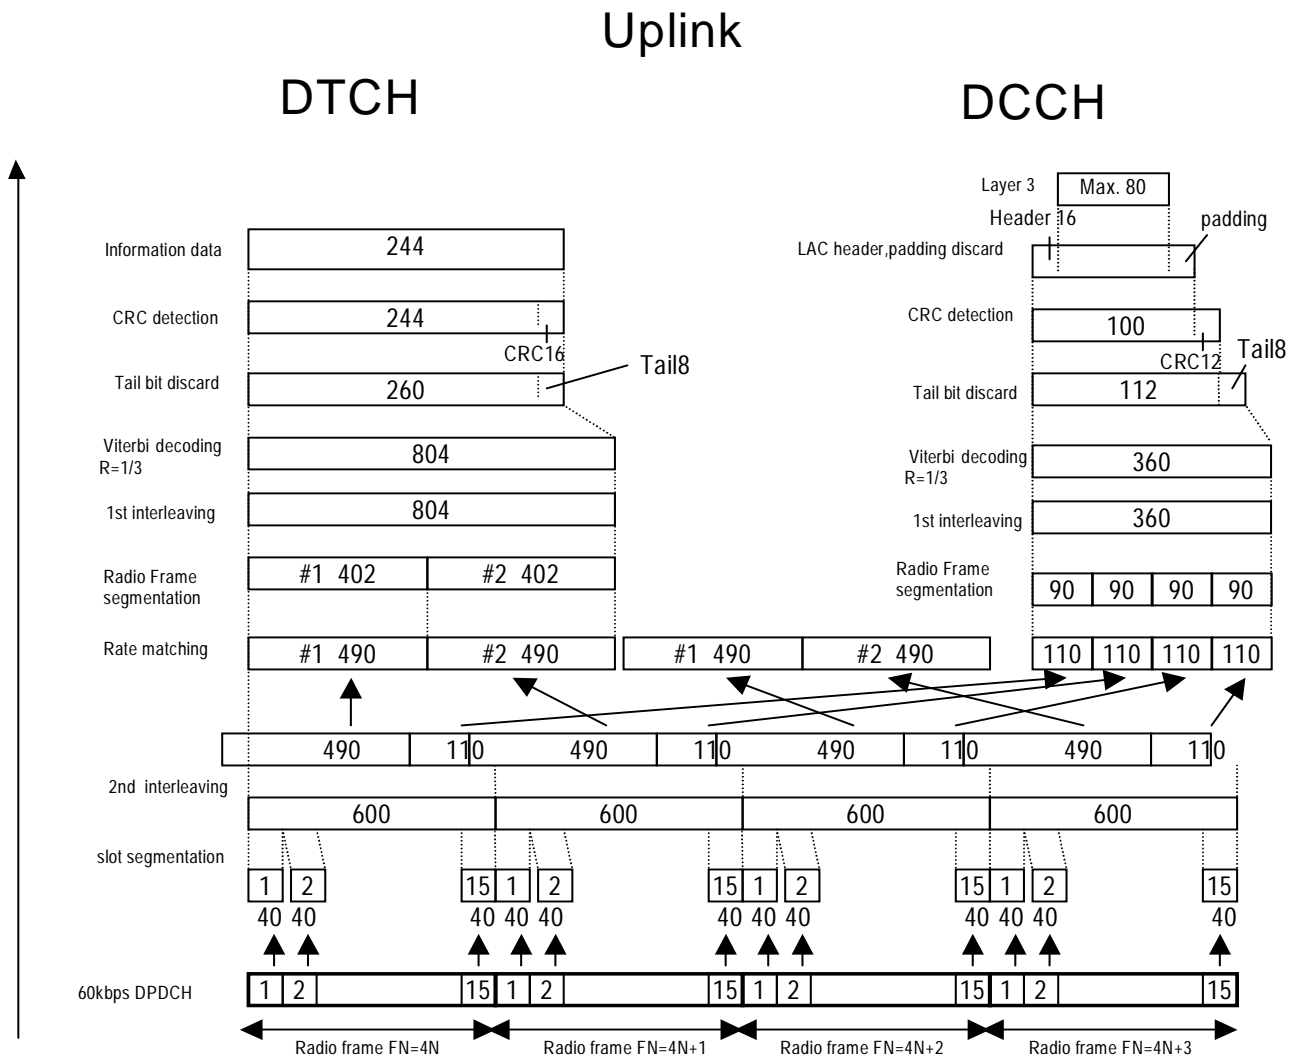 Uplink
DTCH
DCCH
Layer 3
Max. 80
Header 16
padding
Information data
244
LAC header,padding discard
CRC detection
244
CRC16
CRC detection
100
CRC12
Tail8
Tail8
Tail bit discard
260
Tail bit discard
112
Viterbi decoding
R=1/3
804
Viterbi decoding
R=1/3
360
1st interleaving
804
1st interleaving
360
Radio Frame
segmentation
#1 402
#2 402
Radio Frame
segmentation
90 90 90 90
Rate matching
#1 490
#2 490
#1 490
#2 490
110 110 110 110
490 110 490 110 490 110 490 110
2nd interleaving
600 600 600 600
slot segmentation
1 2 15 1 2 15 1 2 15 1 2 15
40 40 40 40 40 40 40 40 40 40 40 40
60kbps DPDCH
1 2 15 1 2 15 1 2 15 1 2 15
Radio frame FN=4N
Radio frame FN=4N+1
Radio frame FN=4N+2
Radio frame FN=4N+3